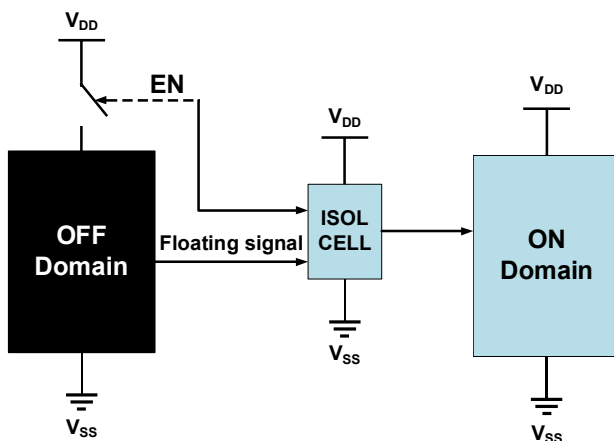 VDD
EN
VDD
VDD
OFF
Domain
Floating signal
ISOL
CELL
ON
Domain
VSS
VSS
VSS